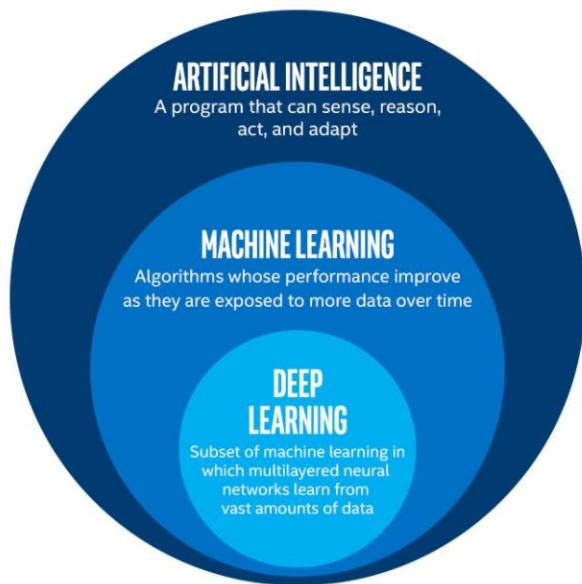 ARTIFICIAL INTELLIGENCE
A program that can sense, reason,
act, and adapt
MACHINE LEARNING
Algorithms whose performance improve
as they are exposed to more data over time
DEEP
LEARNING
Subset of machine learning in
which multilayered neural
networks learn from
vast amounts of data